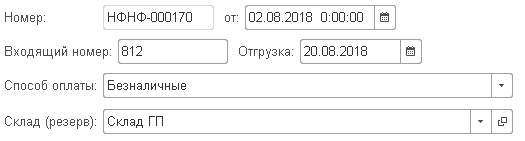 Номер: НФНФ-000170 от: 02.08.2018 0:00:00
Входящий номер: 812 Отгрузка: 20.08.2018
Способ оплаты: Безналичные
Склад (резерв): Склад ГП